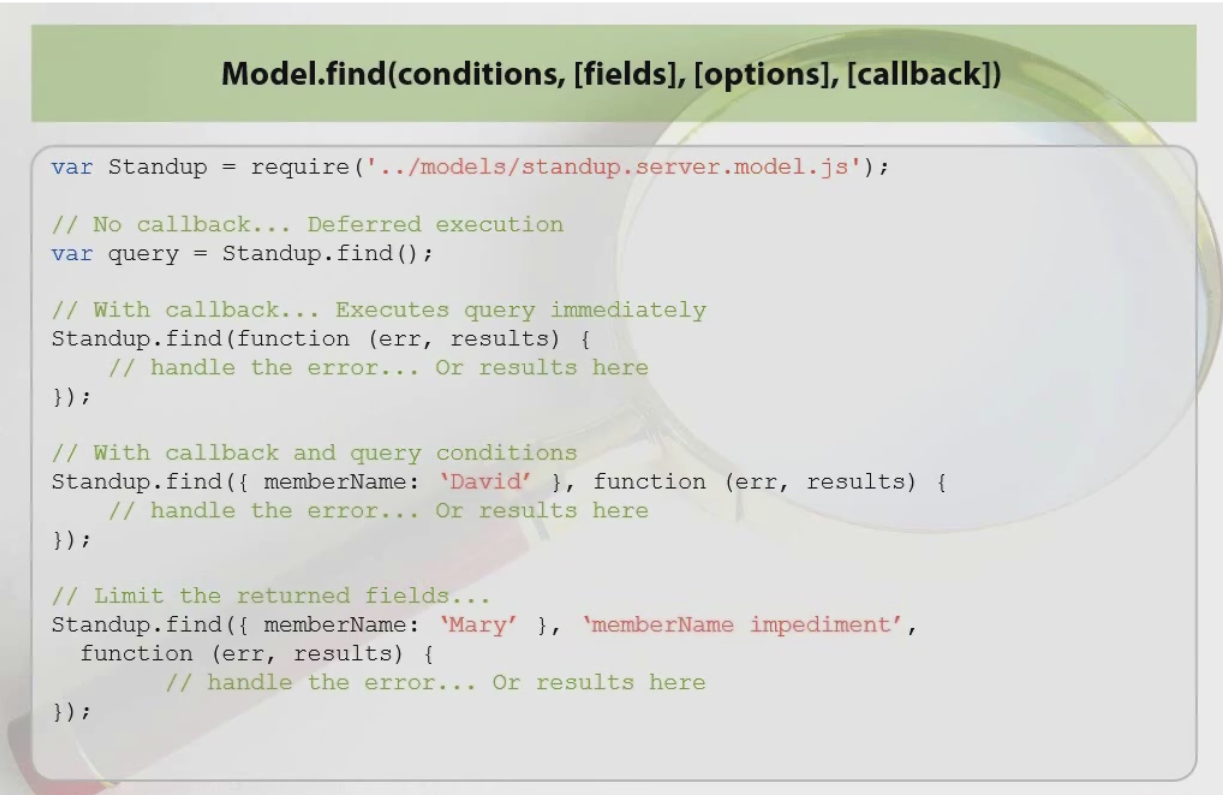 Model.find(conditions, [fields], [options], [callback])
var Standup = require('../models/standup.server.model.js');
// No callback... Deferred execution
var query = Standup.find();
// With callback... Executes query immediately
Standup.find(function (err, results) {
// handle the error... Or results here
});
// With callback and query conditions
Standup.find({ memberName: ‘David’ }, function (err, results) {
// handle the error... Or results here
});
// Limit the returned fields...
Standup.find({ memberName: ‘Mary’ }, ‘memberName impediment’,
function (err, results) {
// handle the error... Or results here
});